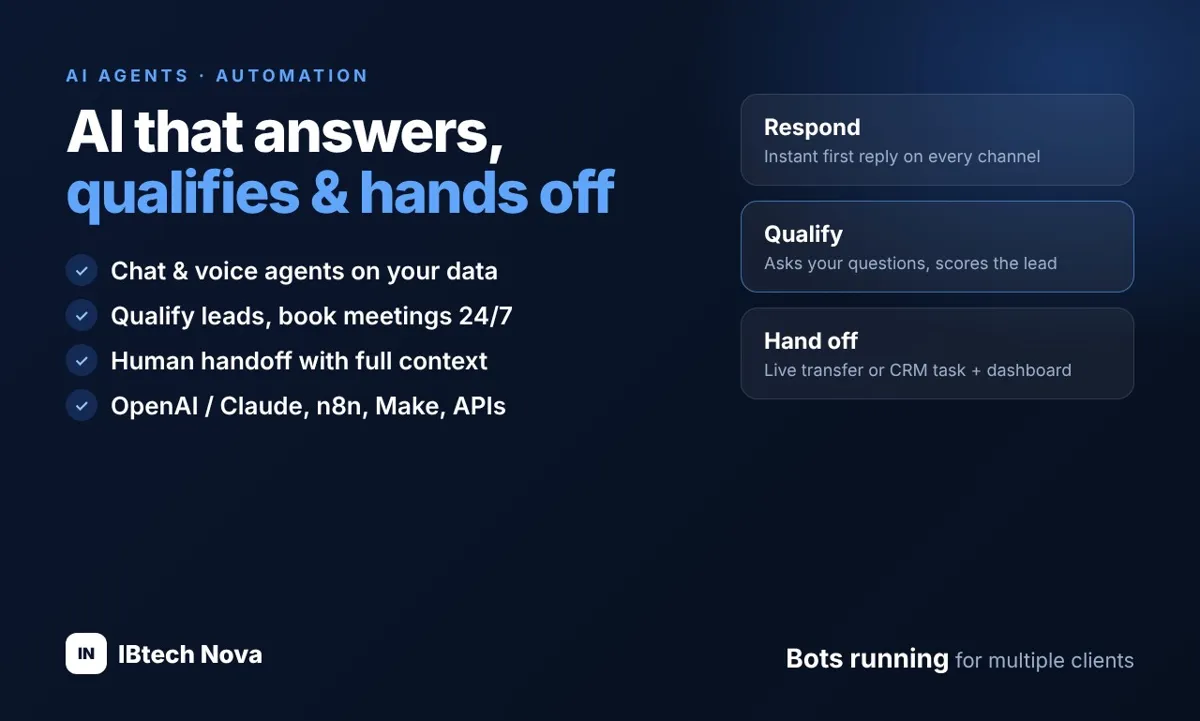 AI AGENTS · AUTOMATION
AI that answers,
qualifies & hands off
Chat & voice agents on your data
Qualify leads, book meetings 24/7
Human handoff with full context
OpenAI / Claude, n8n, Make, APIs
Respond
Instant first reply on every channel
Qualify
Asks your questions, scores the lead
Hand off
Live transfer or CRM task + dashboard
IN IBtech Nova
Bots running for multiple clients